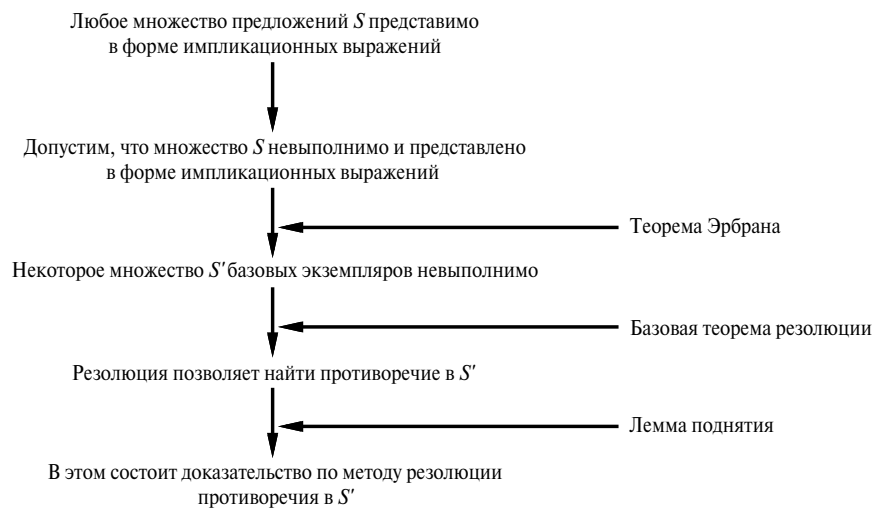 Любое множество предложений S представимо
в форме импликационных выражений
Допустим, что множество S невыполнимо и представлено
в форме импликационных выражений
Теорема Эрбрана
Некоторое множество S' базовых экземпляров невыполнимо
Базовая теорема резолюции
Резолюция позволяет найти противоречие в S'
Лемма поднятия
В этом состоит доказательство по методу резолюции
противоречия в S'